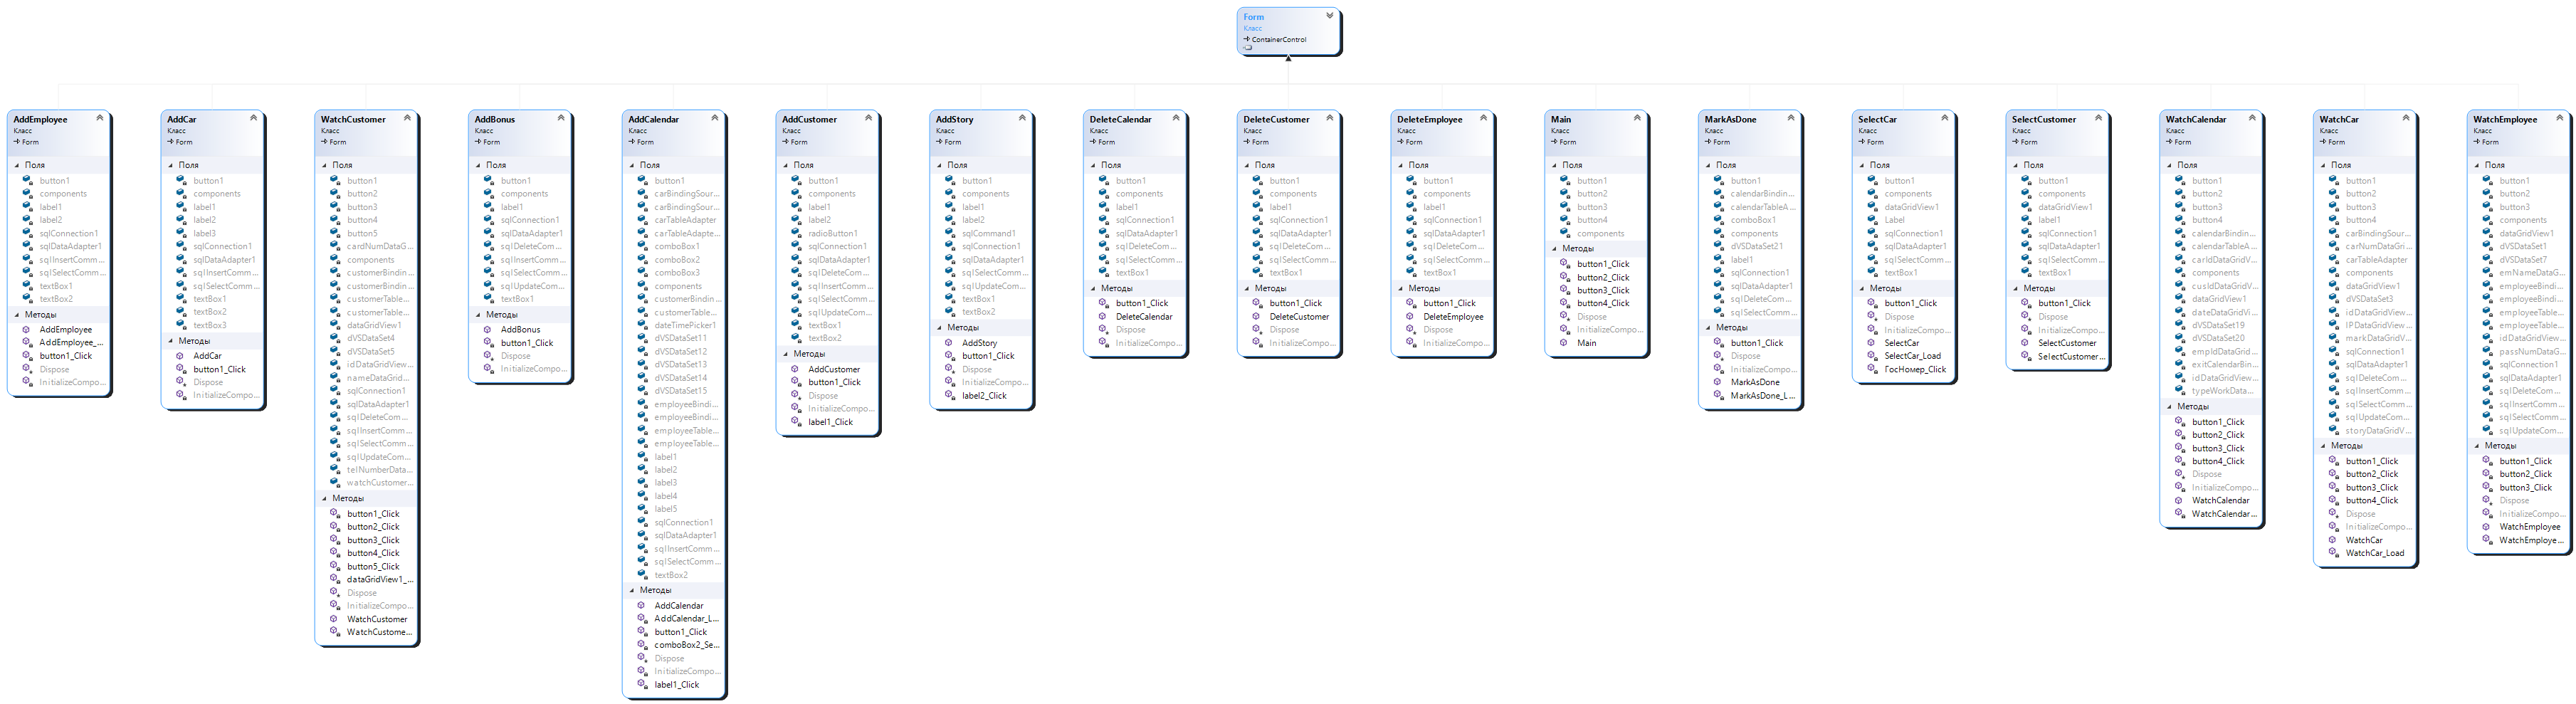 Form
Класс
ContainerControl
AddEmployee
Класс
Form
Поля
button1
components
label1
label2
sqlConnection1
sqlDataAdapter1
sqlInsertComm...
sqlSelectComm...
textBox1
textBox2
Методы
AddEmployee
AddEmployee_...
button1_Click
Dispose
InitializeCompo...
AddCar
Класс
Form
Поля
button1
components
label1
label2
label3
sqlConnection1
sqlDataAdapter1
sqlInsertComm...
sqlSelectComm...
textBox1
textBox2
textBox3
Методы
AddCar
button1_Click
Dispose
InitializeCompo...
WatchCustomer
Класс
Form
Поля
button1
button2
button3
button4
button5
cardNumDataG...
components
customerBindin...
customerBindin...
customerTable...
customerTable...
dataGridView1
dVSDataSet4
dVSDataSet5
idDataGridView...
nameDataGrid...
sqlConnection1
sqlDataAdapter1
sqlDeleteCom...
sqlInsertComm...
sqlSelectComm...
sqlUpdateCom...
telNumberData...
watchCustomer...
Методы
button1_Click
button2_Click
button3_Click
button4_Click
button5_Click
dataGridView1_...
Dispose
InitializeCompo...
WatchCustomer
WatchCustome...
AddBonus
Класс
Form
Поля
button1
components
label1
sqlConnection1
sqlDataAdapter1
sqlDeleteCom...
sqlInsertComm...
sqlSelectComm...
sqlUpdateCom...
textBox1
Методы
AddBonus
button1_Click
Dispose
InitializeCompo...
AddCalendar
Класс
Form
Поля
button1
carBindingSour...
carBindingSour...
carTableAdapter
carTableAdapte...
comboBox1
comboBox2
comboBox3
components
customerBindin...
customerTable...
dateTimePicker1
dVSDataSet11
dVSDataSet12
dVSDataSet13
dVSDataSet14
dVSDataSet15
employeeBindi...
employeeBindi...
employeeTable...
employeeTable...
label1
label2
label3
label4
label5
sqlConnection1
sqlDataAdapter1
sqlInsertComm...
sqlSelectComm...
textBox2
Методы
AddCalendar
AddCalendar_L...
button1_Click
comboBox2_Se...
Dispose
InitializeCompo...
label1_Click
AddCustomer
Класс
Form
Поля
button1
components
label1
label2
radioButton1
sqlConnection1
sqlDataAdapter1
sqlDeleteCom...
sqlInsertComm...
sqlSelectComm...
sqlUpdateCom...
textBox1
textBox2
Методы
AddCustomer
button1_Click
Dispose
InitializeCompo...
label1_Click
AddStory
Класс
Form
Поля
button1
components
label1
label2
sqlCommand1
sqlConnection1
sqlDataAdapter1
sqlSelectComm...
sqlUpdateCom...
textBox1
textBox2
Методы
AddStory
button1_Click
Dispose
InitializeCompo...
label2_Click
DeleteCalendar
Класс
Form
Поля
button1
components
label1
sqlConnection1
sqlDataAdapter1
sqlDeleteCom...
sqlSelectComm...
textBox1
Методы
button1_Click
DeleteCalendar
Dispose
InitializeCompo...
DeleteCustomer
Класс
Form
Поля
button1
components
label1
sqlConnection1
sqlDataAdapter1
sqlDeleteCom...
sqlSelectComm...
textBox1
Методы
button1_Click
DeleteCustomer
Dispose
InitializeCompo...
DeleteEmployee
Класс
Form
Поля
button1
components
label1
sqlConnection1
sqlDataAdapter1
sqlDeleteCom...
sqlSelectComm...
textBox1
Методы
button1_Click
DeleteEmployee
Dispose
InitializeCompo...
Main
Класс
Form
Поля
button1
button2
button3
button4
components
Методы
button1_Click
button2_Click
button3_Click
button4_Click
Dispose
InitializeCompo...
Main
MarkAsDone
Класс
Form
Поля
button1
calendarBindin...
calendarTableA...
comboBox1
components
dVSDataSet21
label1
sqlConnection1
sqlDataAdapter1
sqlDeleteCom...
sqlSelectComm...
Методы
button1_Click
Dispose
InitializeCompo...
MarkAsDone
MarkAsDone_L...
SelectCar
Класс
Form
Поля
button1
components
dataGridView1
Label
sqlConnection1
sqlDataAdapter1
sqlSelectComm...
textBox1
Методы
button1_Click
Dispose
InitializeCompo...
SelectCar
SelectCar_Load
ГосНомер_Click
SelectCustomer
Класс
Form
Поля
button1
components
dataGridView1
label1
sqlConnection1
sqlDataAdapter1
sqlSelectComm...
textBox1
Методы
button1_Click
Dispose
InitializeCompo...
SelectCustomer
SelectCustomer...
WatchCalendar
Класс
Form
Поля
button1
button2
button3
button4
calendarBindin...
calendarTableA...
carIdDataGridV...
components
cusIdDataGridV...
dataGridView1
dateDataGridVi...
dVSDataSet19
dVSDataSet20
empIdDataGrid...
exitCalendarBin...
idDataGridView...
typeWorkData...
Методы
button1_Click
button2_Click
button3_Click
button4_Click
Dispose
InitializeCompo...
WatchCalendar
WatchCalendar...
WatchCar
Класс
Form
Поля
button1
button2
button3
button4
carBindingSour...
carNumDataGri...
carTableAdapter
components
dataGridView1
dVSDataSet3
idDataGridView...
IPDataGridView...
markDataGridV...
sqlConnection1
sqlDataAdapter1
sqlDeleteCom...
sqlInsertComm...
sqlSelectComm...
sqlUpdateCom...
storyDataGridV...
Методы
button1_Click
button2_Click
button3_Click
button4_Click
Dispose
InitializeCompo...
WatchCar
WatchCar_Load
WatchEmployee
Класс
Form
Поля
button1
button2
button3
components
dataGridView1
dVSDataSet1
dVSDataSet7
emNameDataG...
employeeBindi...
employeeBindi...
employeeTable...
employeeTable...
idDataGridView...
passNumDataG...
sqlConnection1
sqlDataAdapter1
sqlDeleteCom...
sqlInsertComm...
sqlSelectComm...
sqlUpdateCom...
Методы
button1_Click
button2_Click
button3_Click
Dispose
InitializeCompo...
WatchEmployee
WatchEmploye...